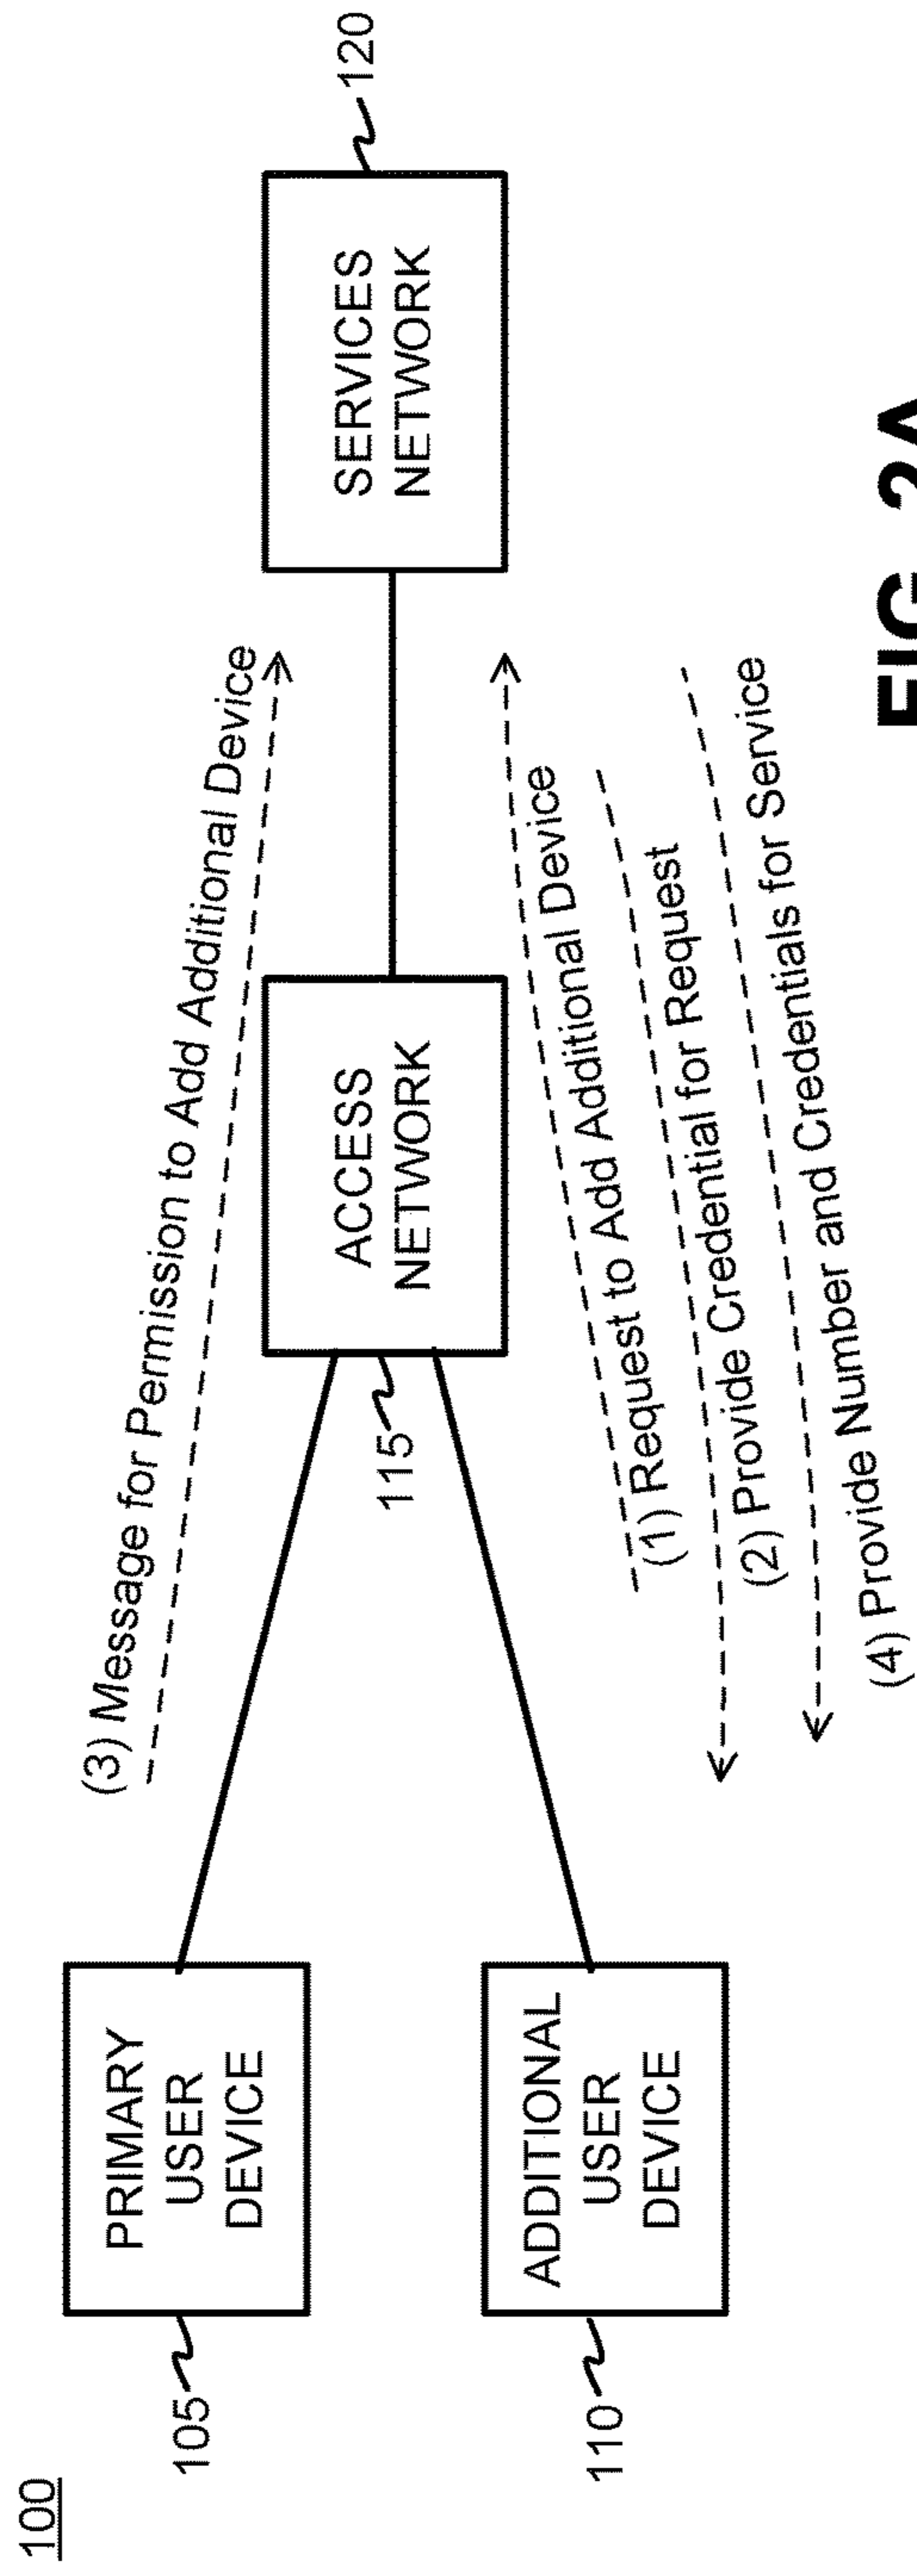 100
(3) Message for Permission to Add Additional Device
105
PRIMARY
USER
DEVICE
115
ACCESS
NETWORK
SERVICES
NETWORK
120
110
ADDITIONAL
USER
DEVICE
(1) Request to Add Additional Device
(2) Provide Credential for Request
(4) Provide Number and Credentials for Service
FIG. 2A